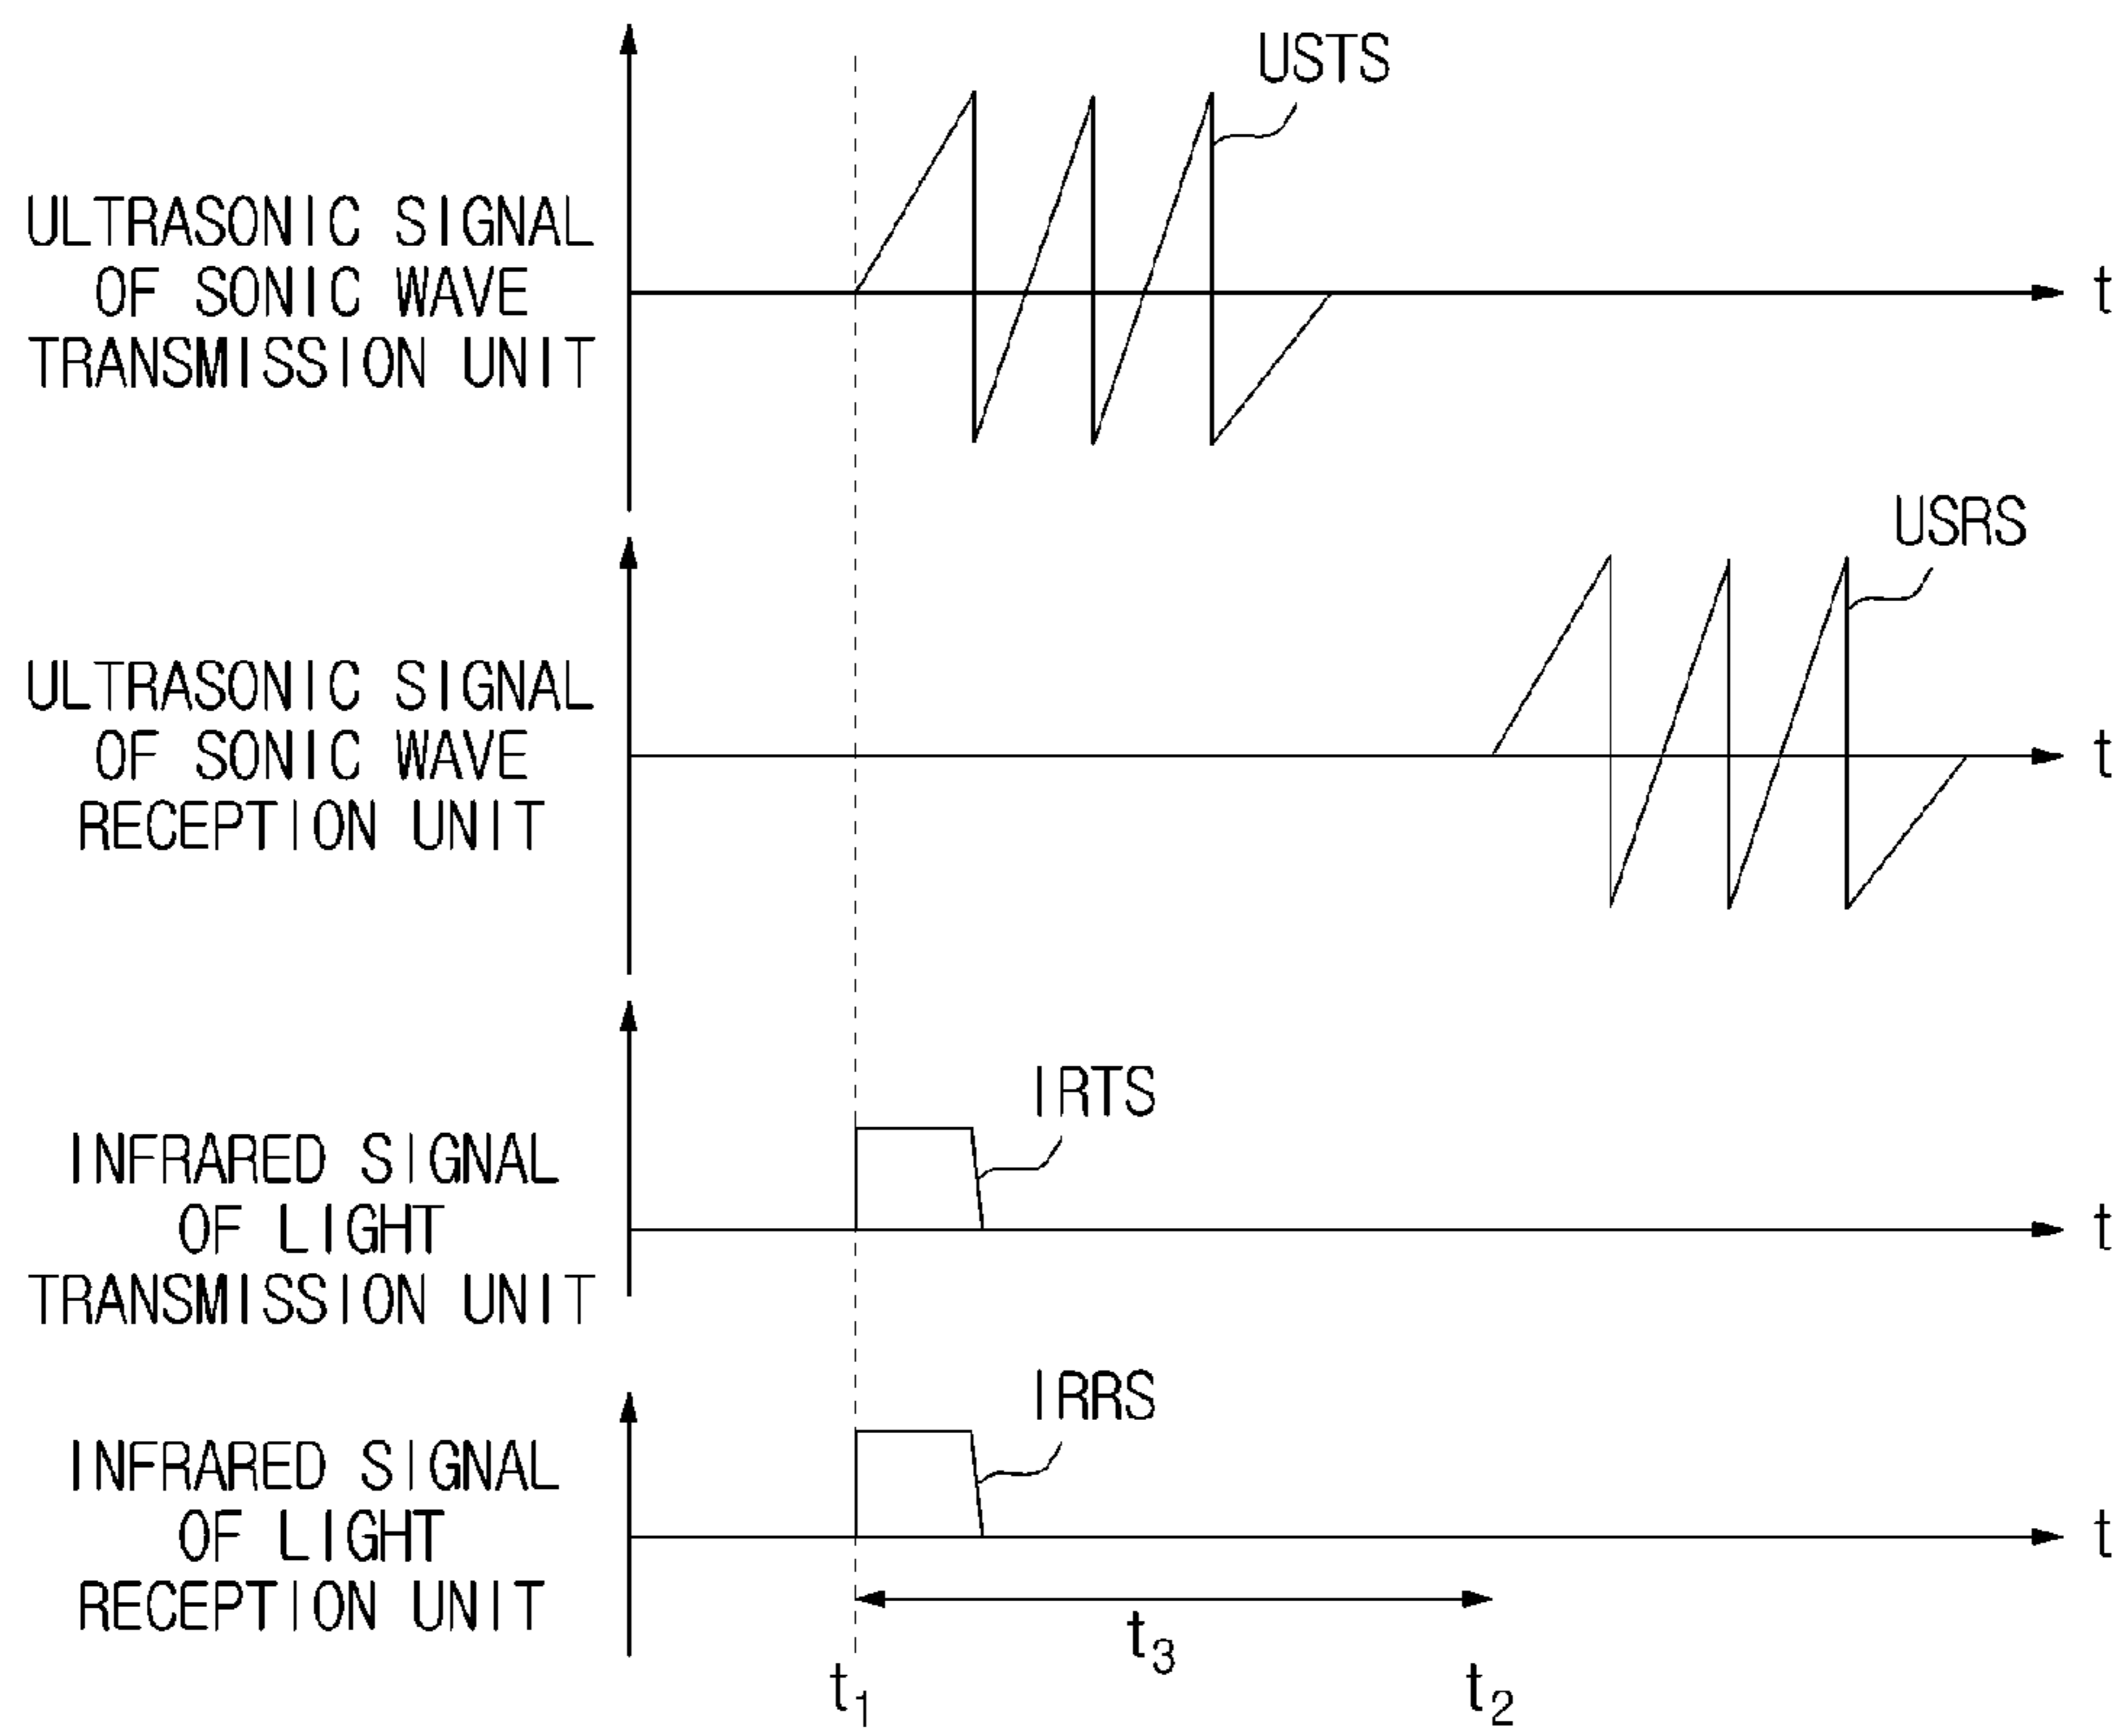 USTS
ULTRASONIC SIGNAL
OF SONIC WAVE
TRANSMISSION UNIT
t
USRS
ULTRASONIC SIGNAL
OF SONIC WAVE
RECEPTION UNIT
t
IRTS
INFRARED SIGNAL
OF LIGHT
TRANSMISSION UNIT
t
IRRS
INFRARED SIGNAL
OF LIGHT
RECEPTION UNIT
t
t3
t1
t2